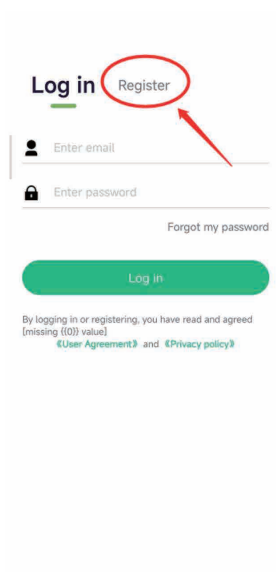 Log in Register
Enter email
Enter password
Forgot my password
Log in
By logging in or registering, you have read and agreed
[missing {{0}} value]
《User Agreement》 and 《Privacy policy》